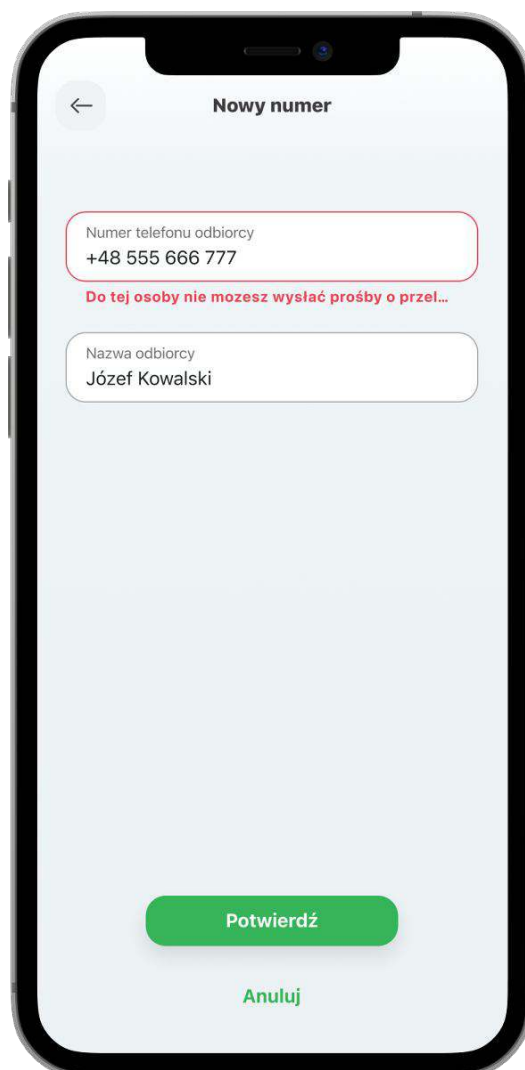 Nowy numer
Numer telefonu odbiorcy
+48 555 666 777
Do tej osoby nie mozesz wysłać prośby o przel...
Nazwa odbiorcy
Józef Kowalski
Potwierdź
Anuluj